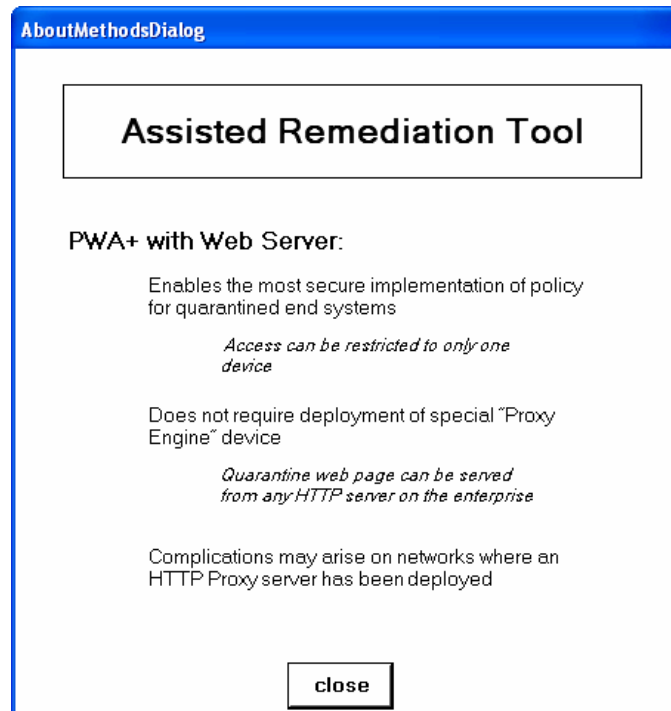 AboutMethodsDialog
Assisted Remediation Tool
PWA+ with Web Server:
Enables the most secure implementation of policy
for quarantined end systems
Access can be restricted to only one
device
Does not require deployment of special "Proxy
Engine" device
Quarantine web page can be served
from any HTTP server on the enterprise
Complications may arise on networks where an
HTTP Proxy server has been deployed
close